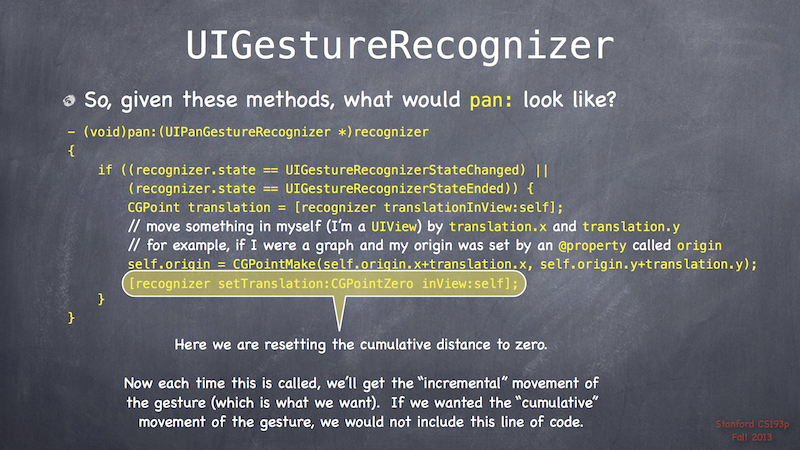 UIGestureRecognizer
So, given these methods, what would pan: look like?
- (void)pan:(UIPanGestureRecognizer *)recognizer
{
if ((recognizer.state == UIGestureRecognizerStateChanged) ||
(recognizer.state == UIGestureRecognizerStateEnded)) {
CGPoint translation = [recognizer translationInView:self];
// move something in myself (I'm a UIView) by translation.x and translation.y
// for example, if I were a graph and my origin was set by an @property called origin
self.origin = CGPointMake(self.origin.x+translation.x, self.origin.y+translation.y);
[recognizer setTranslation:CGPointZero inView:self];
}
}
Here we are resetting the cumulative distance to zero.
Now each time this is called, we'll get the “incremental” movement of
the gesture (which is what we want). If we wanted the “cumulative”
movement of the gesture, we would not include this line of code.
Stanford CS193p
Fall 2013